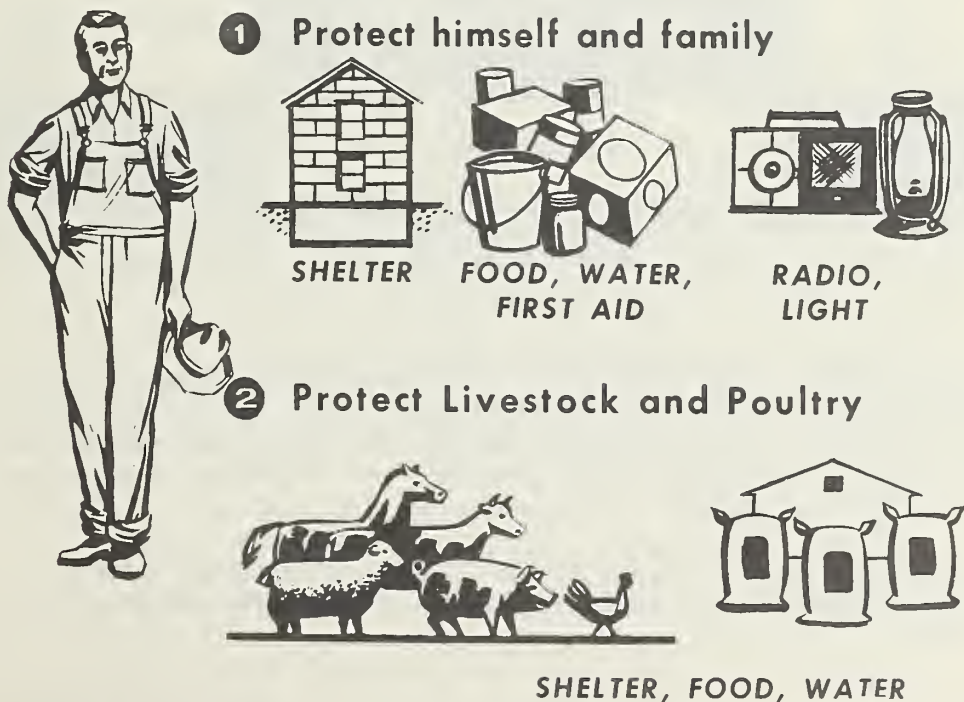 1 Protect himself and family
SHELTER
FOOD, WATER,
FIRST AID
RADIO,
LIGHT
2 Protect Livestock and Poultry
SHELTER, FOOD, WATER